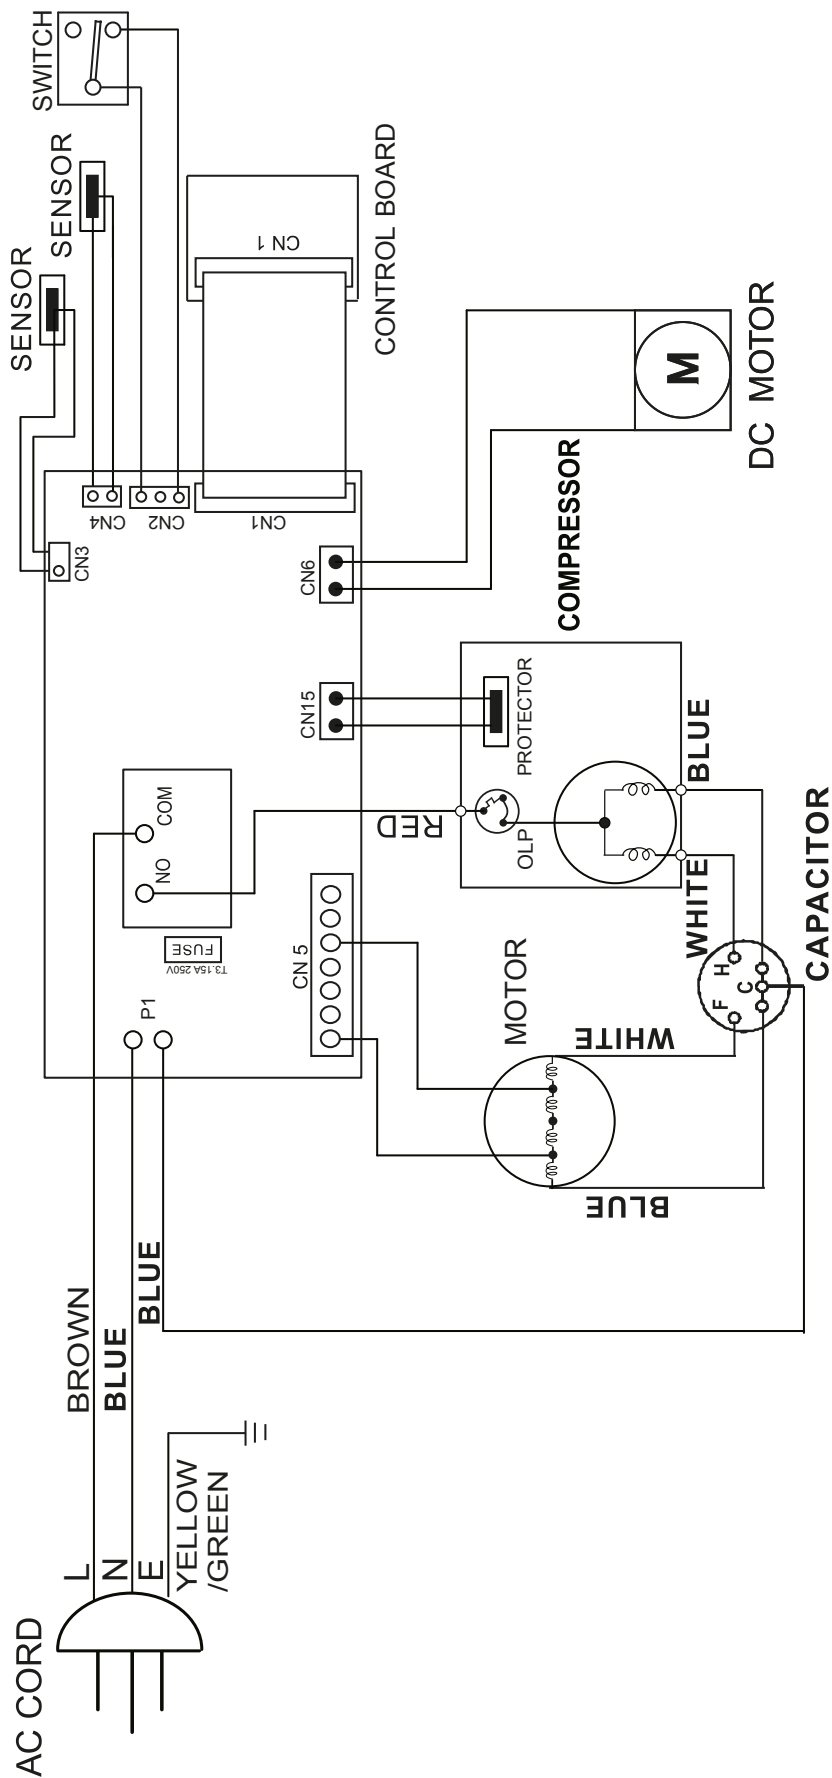 SWITCH
SENSOR
SENSOR
CN 1
CONTROL BOARD
CN4
CN2
CN1
CN3
CN6
CN15
COMPRESSOR
DC MOTOR
M
PROTECTOR
OLP
RED
BLUE
WHITE
CAPACITOR
COM
NO
FUSE
T3.15A 250V
P1
CN 5
MOTOR
H
F
C
WHITE
BLUE
BROWN
BLUE
BLUE
L
N
E
YELLOW
/GREEN
AC CORD